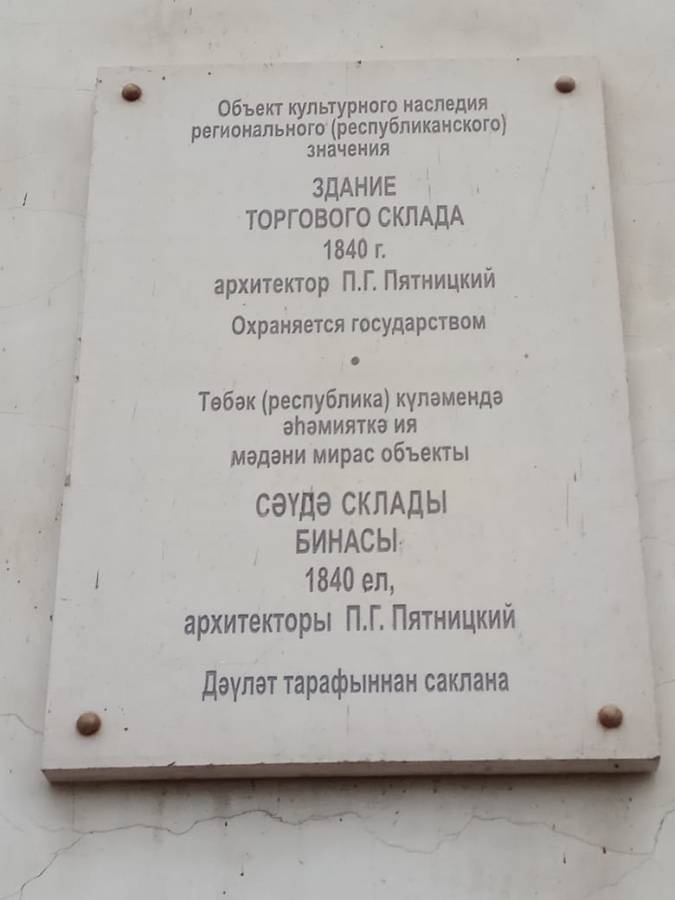 Объект культурного наследия
регионального (республиканского)
значения
ЗДАНИЕ
ТОРГОВОГО СКЛАДА
1840 г.
архитектор П.Г. Пятницкий
Охраняется государством
•
Төбәк (республика) күләмендә
әһәмияткә ия
мәдәни мирас объекты
СӘҮДӘ СКЛАДЫ
БИНАСЫ
1840 ел,
архитекторы П.Г. Пятницкий
Дәүләт тарафыннан саклана